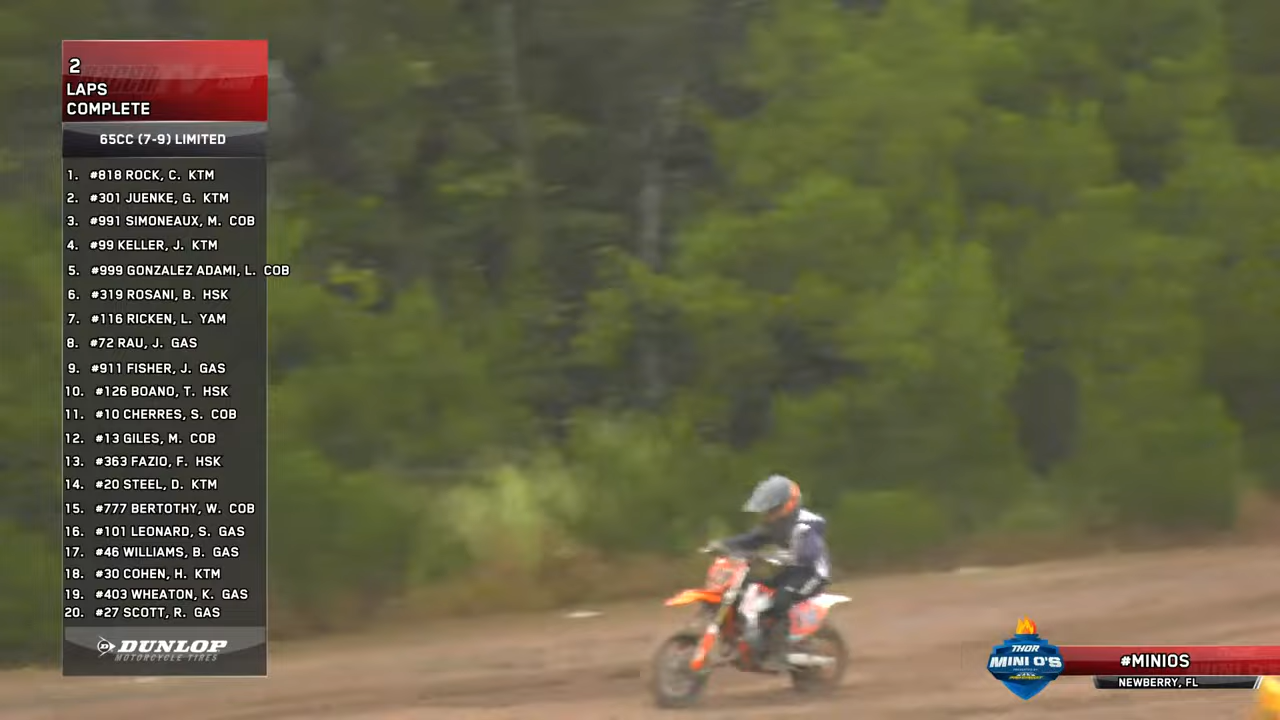 2
LAPS
COMPLETE
65CC (7-9) LIMITED
1. #818 ROCK, C. KTM
2. #301 JUENKE, G. KTM
3. #991 SIMONEAUX, M. COB
4. #99 KELLER, J. KTM
5. #999 GONZALEZ ADAMI, L. COB
6. #319 ROSANI, B. HSK
7. #116 RICKEN, L. YAM
8. #72 RAU, J. GAS
9. #911 FISHER, J. GAS
10. #126 BOANO, T. HSK
11. #10 CHERRES, S. COB
12. #13 GILES, M. COB
13. #363 FAZIO, F. HSK
14. #20 STEEL, D. KTM
15. #777 BERTOTHY, W. COB
16. #101 LEONARD, S. GAS
17. #46 WILLIAMS, B. GAS
18. #30 COHEN, H. KTM
19. #403 WHEATON, K. GAS
20. #27 SCOTT, R. GAS
DUNLOP
MOTORCYCLE TIRES
THOR
MINI O'S
#MINIOS
NEWBERRY, FL